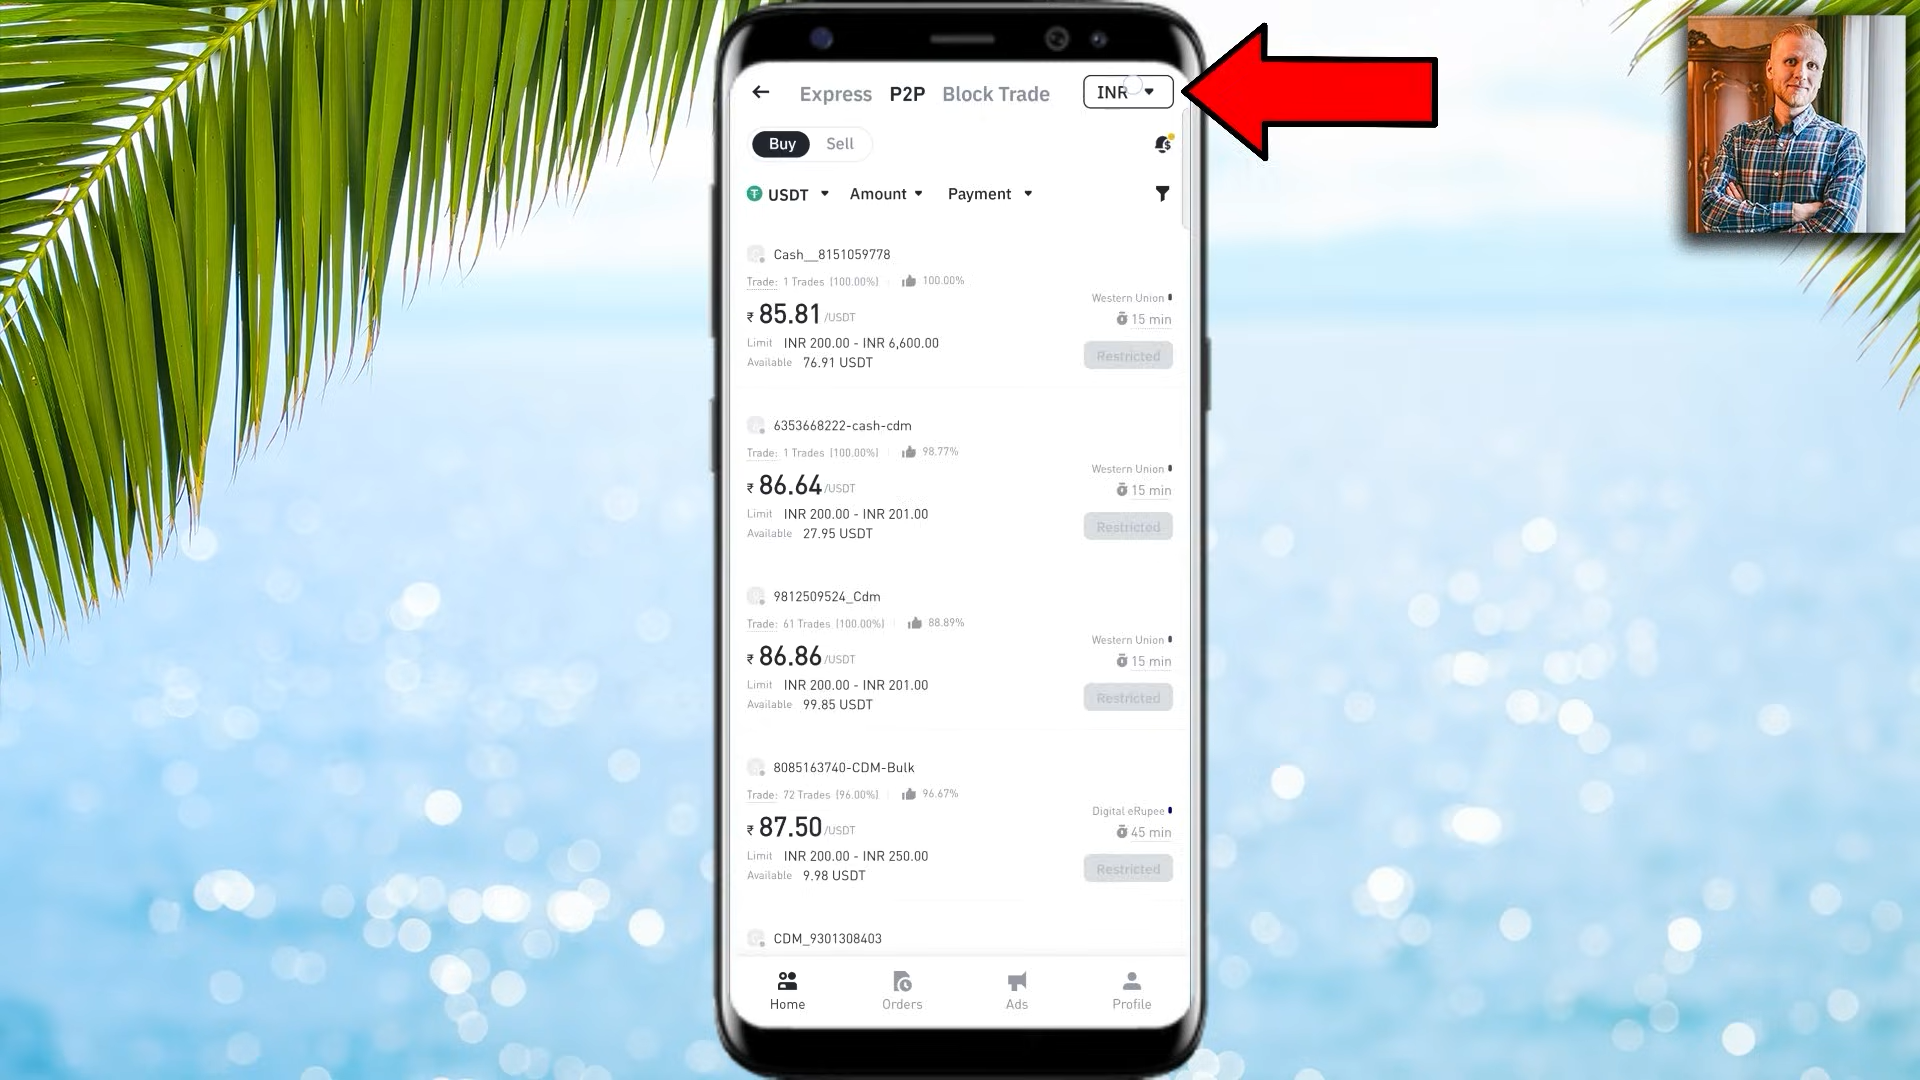 Express P2P Block Trade INR
Buy Sell
USDT Amount Payment
Cash__8151059778
Trade: 1 Trades (100.00%) 100.00%
₹ 85.81 /USDT
Western Union
15 min
Limit INR 200.00 - INR 6,600.00
Available 76.91 USDT
Restricted
6353668222-cash-cdm
Trade: 1 Trades (100.00%) 98.77%
₹ 86.64 /USDT
Western Union
15 min
Limit INR 200.00 - INR 201.00
Available 27.95 USDT
Restricted
9812509524_Cdm
Trade: 61 Trades (100.00%) 88.89%
₹ 86.86 /USDT
Western Union
15 min
Limit INR 200.00 - INR 201.00
Available 99.85 USDT
Restricted
8085163740-CDM-Bulk
Trade: 72 Trades (96.00%) 96.67%
₹ 87.50 /USDT
Digital eRupee
45 min
Limit INR 200.00 - INR 250.00
Available 9.98 USDT
Restricted
CDM_9301308403
Home Orders Ads Profile